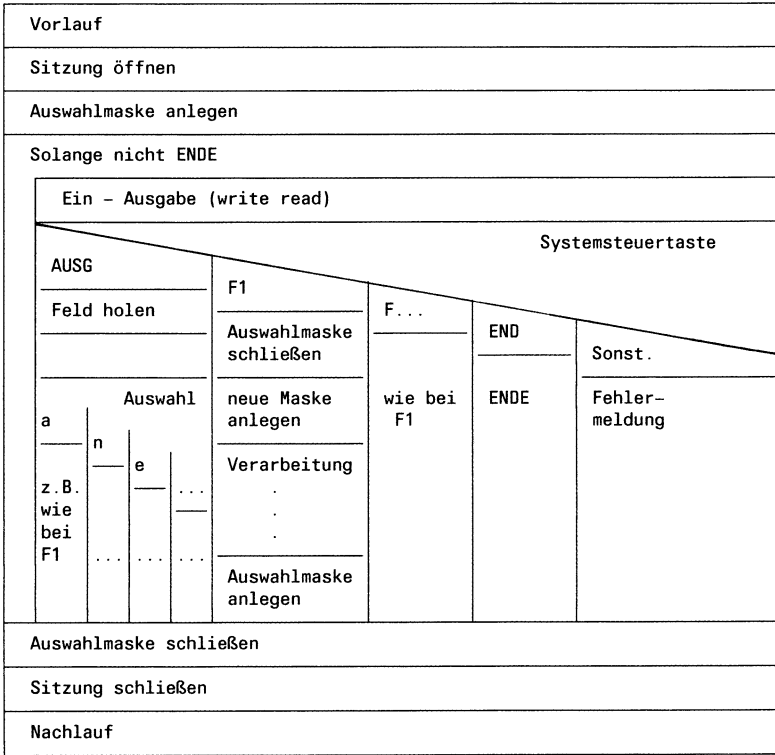 Vorlauf
Sitzung öffnen
Auswahlmaske anlegen
Solange nicht ENDE
Ein – Ausgabe (write read)
Systemsteuertaste
AUSG
Feld holen
Auswahl
a
n
e
...
z.B.
wie
bei
F1
... ... ...
F1
Auswahlmaske
schließen
neue Maske
anlegen
Verarbeitung
.
.
.
Auswahlmaske
anlegen
F...
wie bei
F1
END
ENDE
Sonst.
Fehler–
meldung
Auswahlmaske schließen
Sitzung schließen
Nachlauf